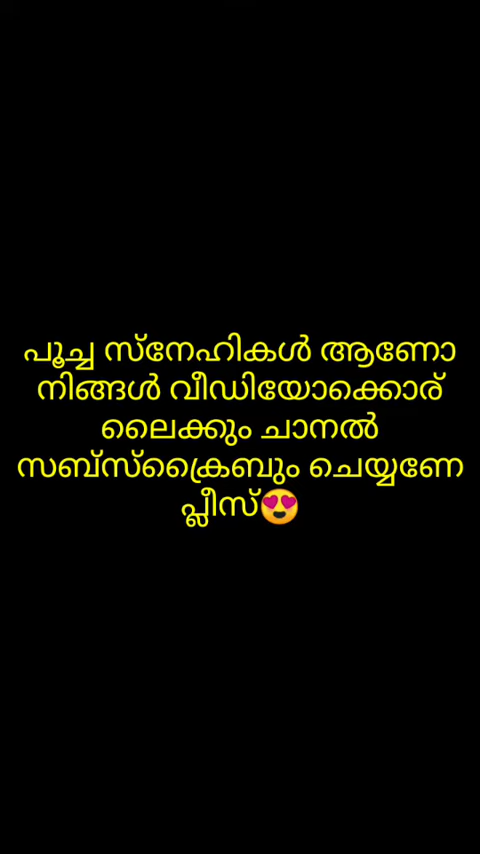 പൂച്ച സ്നേഹികൾ ആണോ
നിങ്ങൾ വീഡിയോക്കൊര്
ലൈക്കും ചാനൽ
സബ്സ്ക്രൈബും ചെയ്യണേ
പ്ലീസ്😍